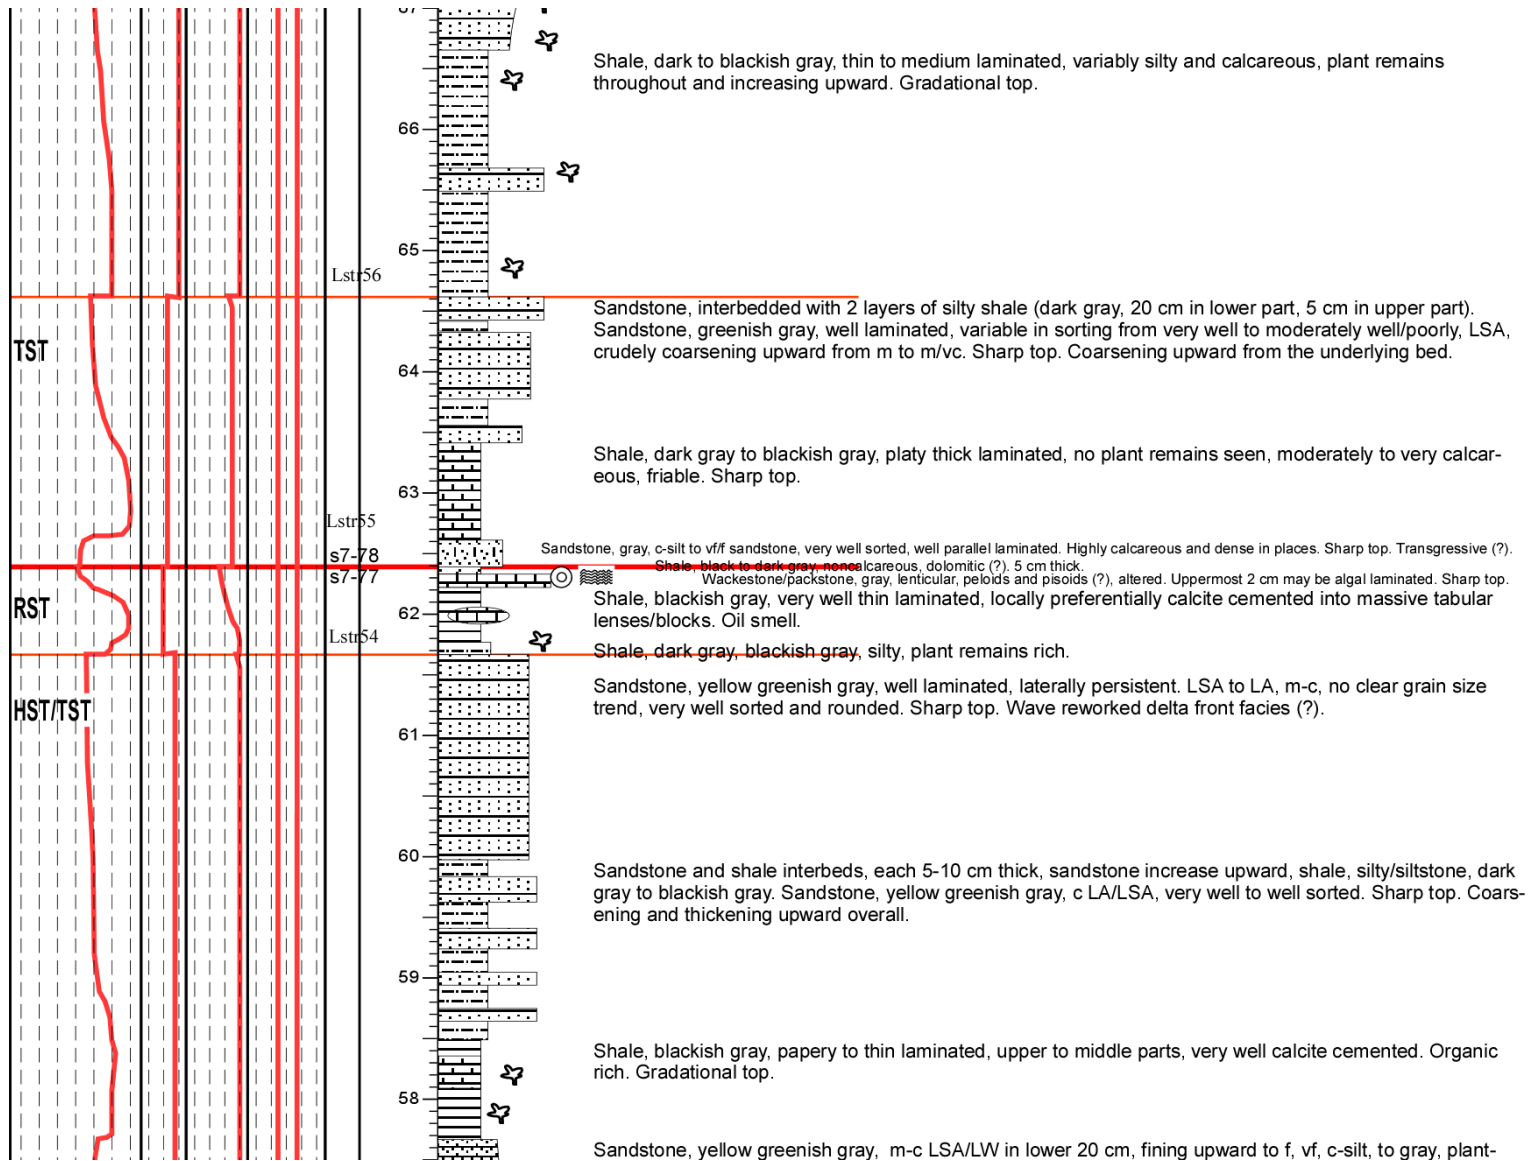 67
Shale, dark to blackish gray, thin to medium laminated, variably silty and calcareous, plant remains
throughout and increasing upward. Gradational top.
66
65
Lstr56
Sandstone, interbedded with 2 layers of silty shale (dark gray, 20 cm in lower part, 5 cm in upper part).
Sandstone, greenish gray, well laminated, variable in sorting from very well to moderately well/poorly, LSA,
crudely coarsening upward from m to m/vc. Sharp top. Coarsening upward from the underlying bed.
TST
64
Shale, dark gray to blackish gray, platy thick laminated, no plant remains seen, moderately to very calcar-
eous, friable. Sharp top.
63
Lstr55
Sandstone, gray, c-silt to vf/f sandstone, very well sorted, well parallel laminated. Highly calcareous and dense in places. Sharp top. Transgressive (?).
s7-78
Shale, black to dark gray, noncalcareous, dolomitic (?). 5 cm thick.
s7-77
Wackestone/packstone, gray, lenticular, peloids and pisoids (?), altered. Uppermost 2 cm may be algal laminated. Sharp top.
RST
62
Shale, blackish gray, very well thin laminated, locally preferentially calcite cemented into massive tabular
lenses/blocks. Oil smell.
Lstr54
Shale, dark gray, blackish gray, silty, plant remains rich.
Sandstone, yellow greenish gray, well laminated, laterally persistent. LSA to LA, m-c, no clear grain size
trend, very well sorted and rounded. Sharp top. Wave reworked delta front facies (?).
HST/TST
61
60
Sandstone and shale interbeds, each 5-10 cm thick, sandstone increase upward, shale, silty/siltstone, dark
gray to blackish gray. Sandstone, yellow greenish gray, c LA/LSA, very well to well sorted. Sharp top. Coars-
ening and thickening upward overall.
59
Shale, blackish gray, papery to thin laminated, upper to middle parts, very well calcite cemented. Organic
rich. Gradational top.
58
Sandstone, yellow greenish gray, m-c LSA/LW in lower 20 cm, fining upward to f, vf, c-silt, to gray, plant-